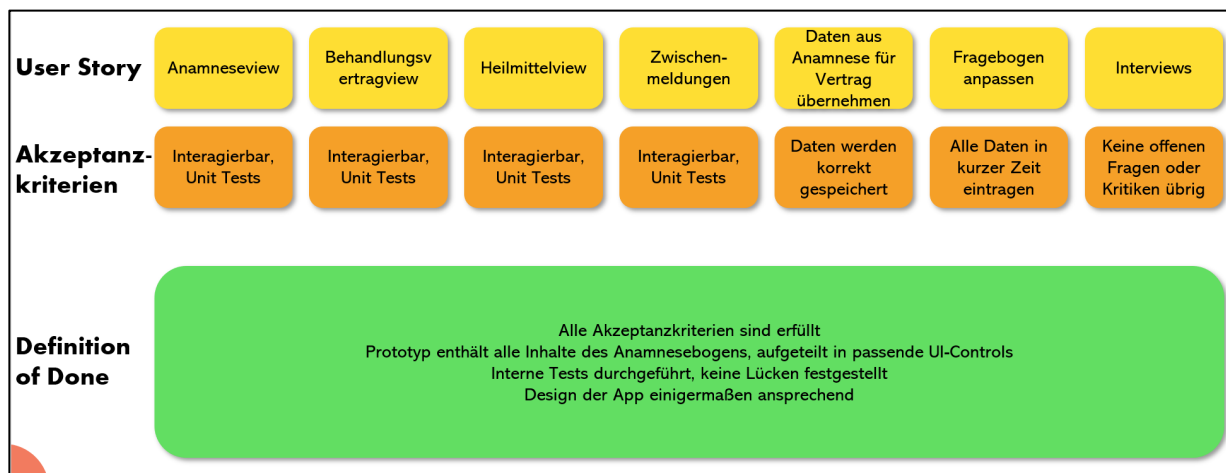 User Story
Anamneseview
Behandlungsv
ertragview
Heilmittelview
Zwischen-
meldungen
Daten aus
Anamnese für
Vertrag
übernehmen
Fragebogen
anpassen
Interviews
Akzeptanz-
kriterien
Interagierbar,
Unit Tests
Interagierbar,
Unit Tests
Interagierbar,
Unit Tests
Interagierbar,
Unit Tests
Daten werden
korrekt
gespeichert
Alle Daten in
kurzer Zeit
eintragen
Keine offenen
Fragen oder
Kritiken übrig
Definition
of Done
Alle Akzeptanzkriterien sind erfüllt
Prototyp enthält alle Inhalte des Anamnesebogens, aufgeteilt in passende UI-Controls
Interne Tests durchgeführt, keine Lücken festgestellt
Design der App einigermaßen ansprechend